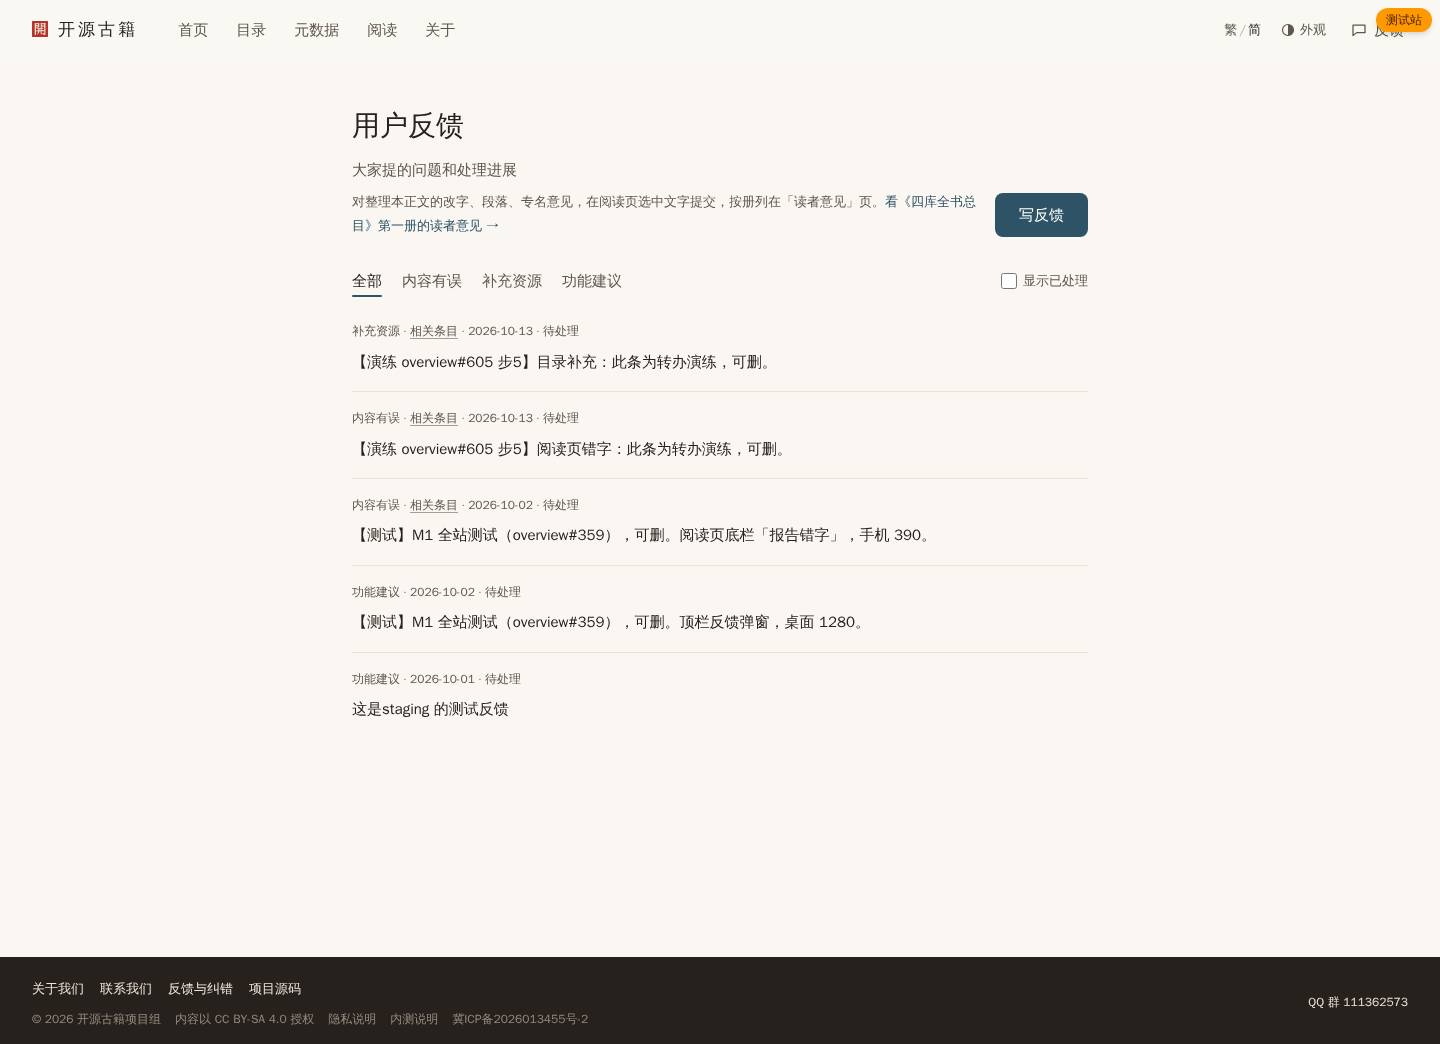 開 开源古籍 首页 目录 元数据 阅读 关于 繁 / 简 外观 反馈 测试站
用户反馈
大家提的问题和处理进展
对整理本正文的改字、段落、专名意见，在阅读页选中文字提交，按册列在「读者意见」页。看《四库全书总
目》第一册的读者意见 →
写反馈
全部 内容有误 补充资源 功能建议 显示已处理
补充资源 · 相关条目 · 2026-10-13 · 待处理
【演练 overview#605 步5】目录补充：此条为转办演练，可删。
内容有误 · 相关条目 · 2026-10-13 · 待处理
【演练 overview#605 步5】阅读页错字：此条为转办演练，可删。
内容有误 · 相关条目 · 2026-10-02 · 待处理
【测试】M1 全站测试（overview#359），可删。阅读页底栏「报告错字」，手机 390。
功能建议 · 2026-10-02 · 待处理
【测试】M1 全站测试（overview#359），可删。顶栏反馈弹窗，桌面 1280。
功能建议 · 2026-10-01 · 待处理
这是staging 的测试反馈
关于我们 联系我们 反馈与纠错 项目源码
© 2026 开源古籍项目组 内容以 CC BY-SA 4.0 授权 隐私说明 内测说明 冀ICP备2026013455号-2
QQ 群 111362573